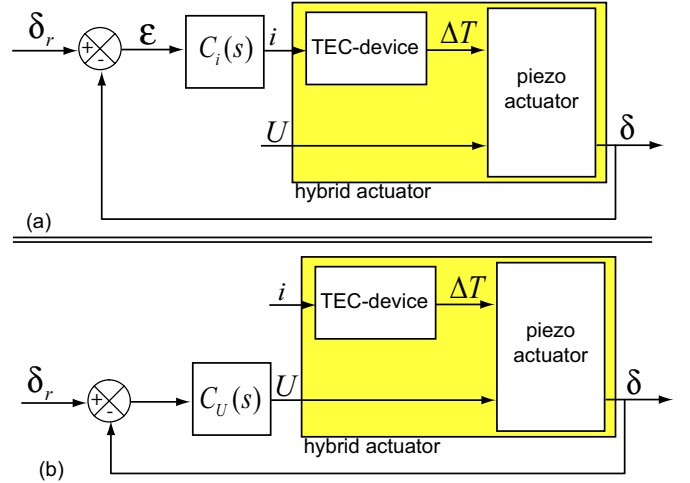 δr + - ε Ci(s) i TEC-device ΔT piezo
actuator
U δ
hybrid actuator
(a)
i TEC-device ΔT piezo
actuator
δr + - CU(s) U δ
hybrid actuator
(b)